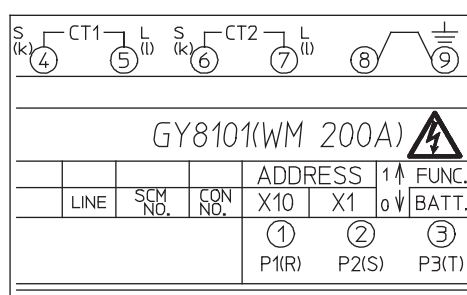 S CT1 L S CT2 L
(k) (l) (k) (l)
4 5 6 7 8 9
GY8101(WM 200A)
ADDRESS 1 FUNC.
LINE SCM NO. CON NO. X10 X1 0 BATT.
1 2 3
P1(R) P2(S) P3(T)